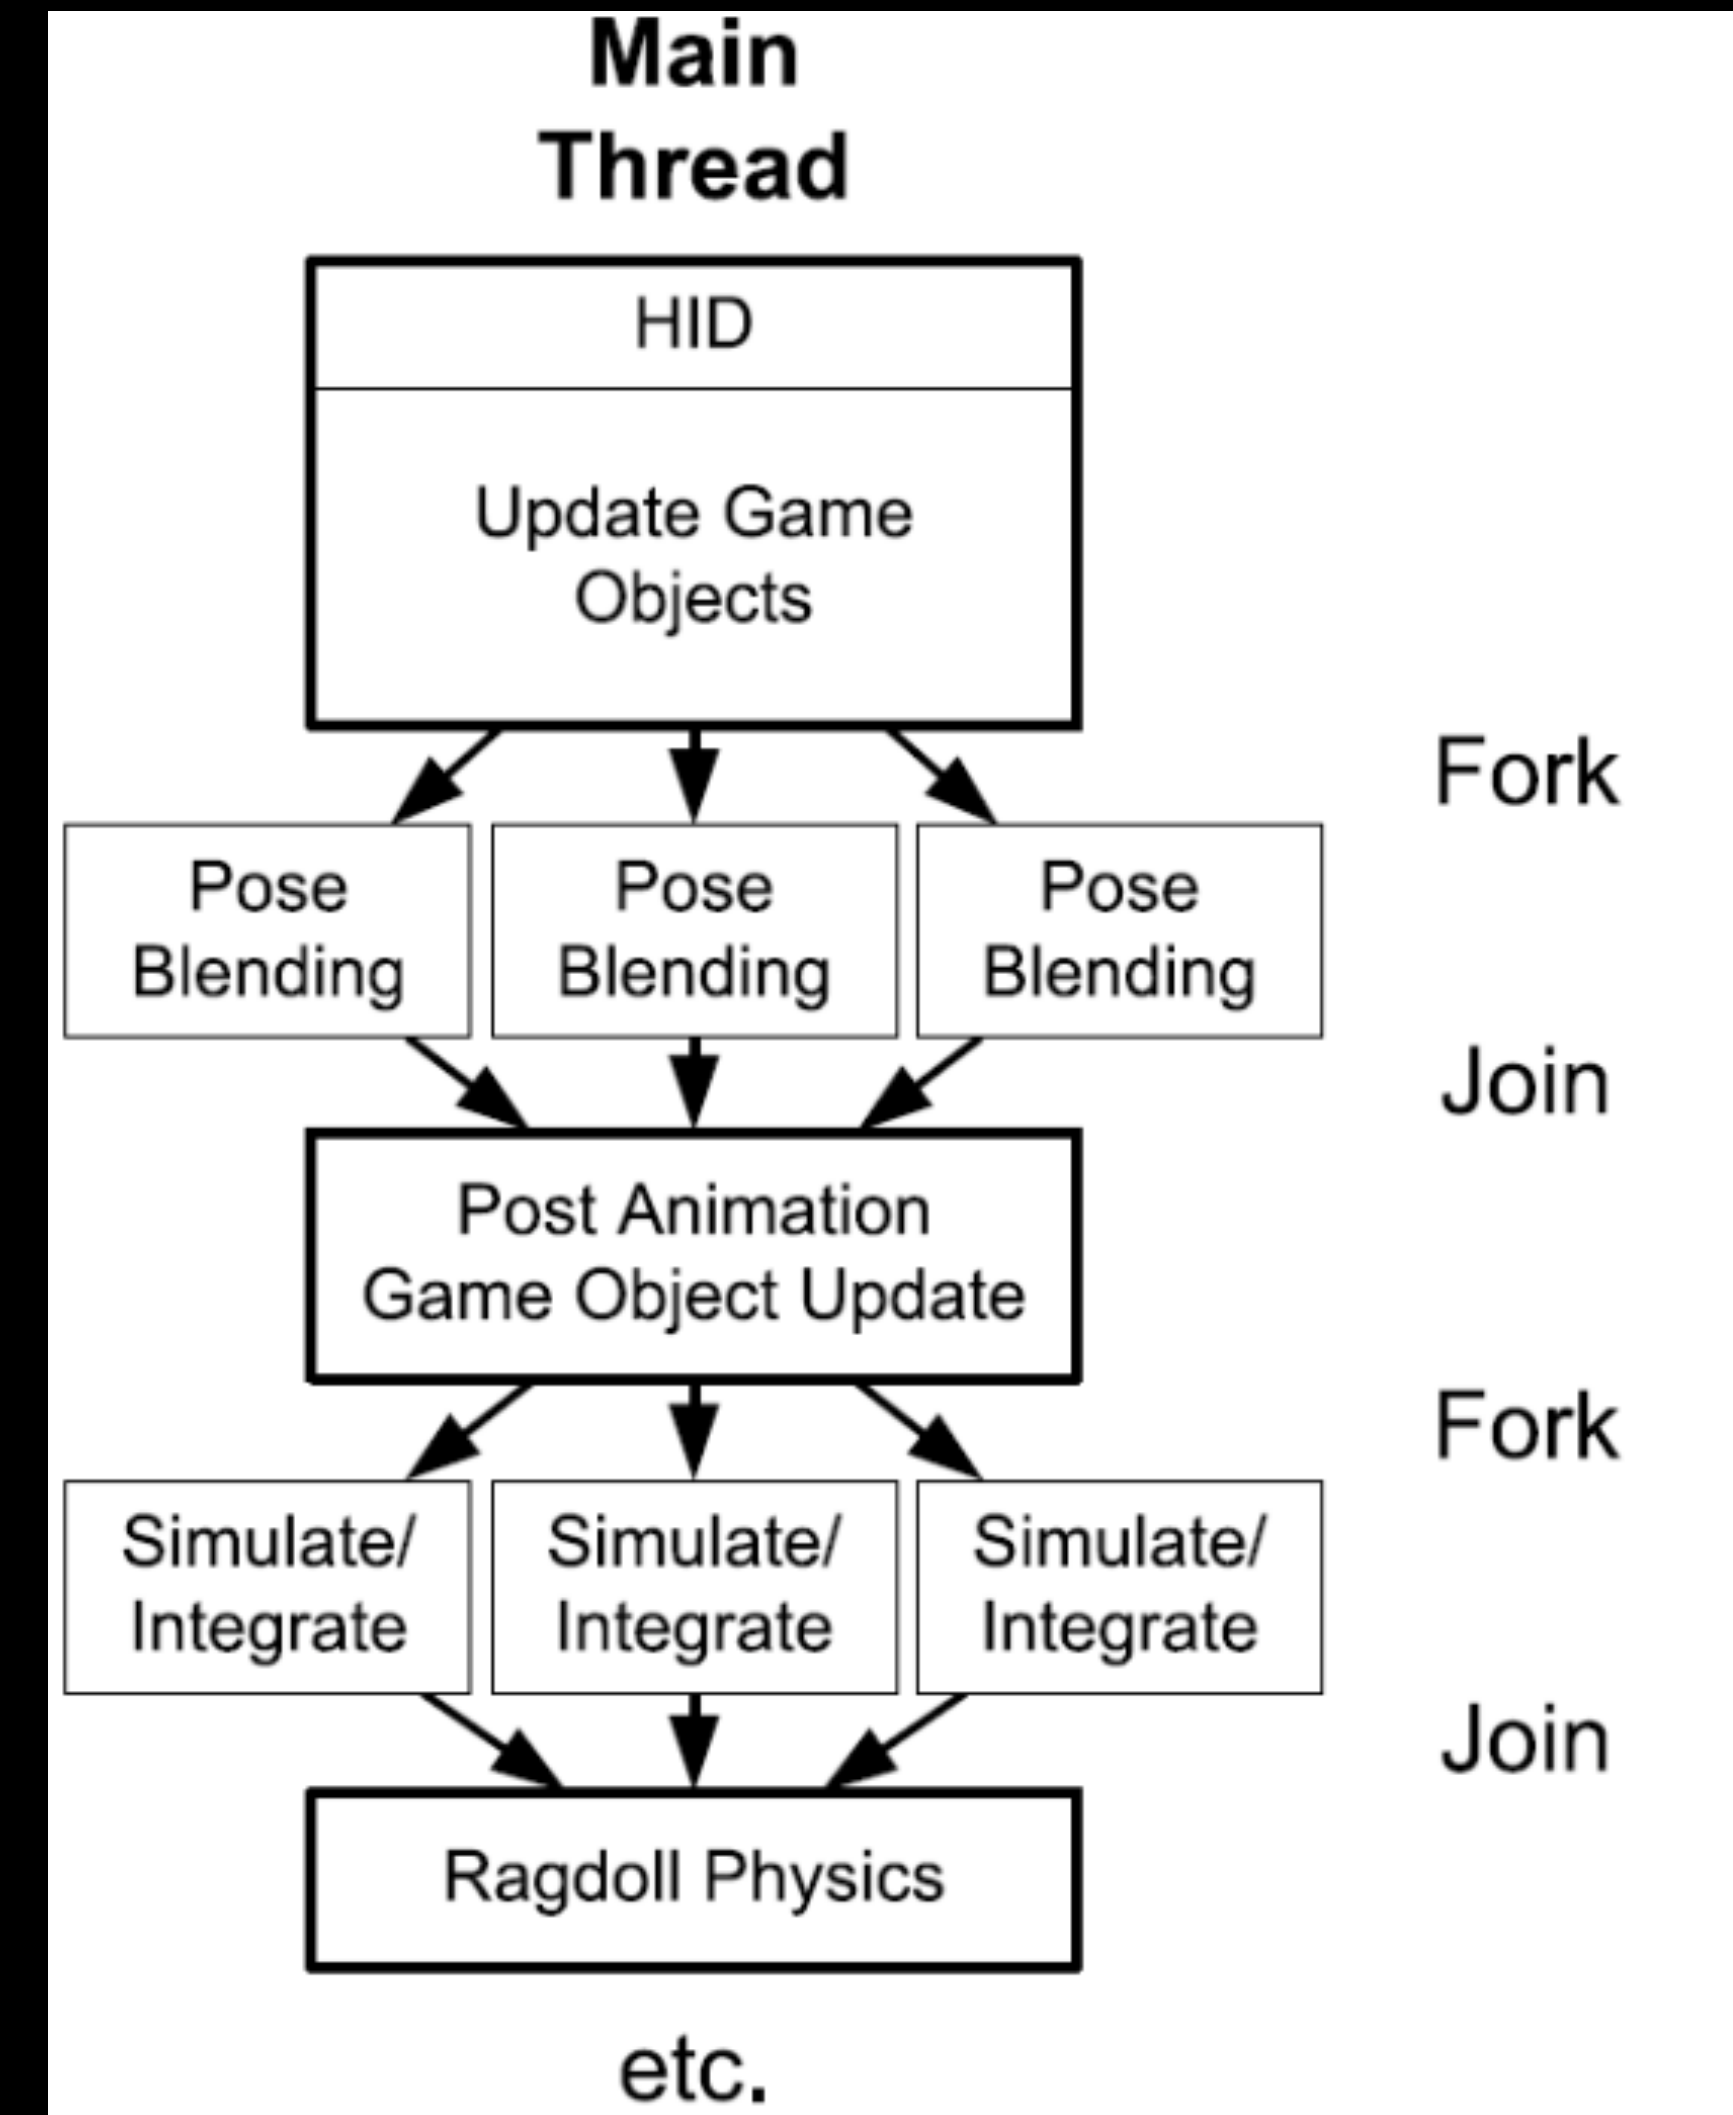 Main
Thread
HID
Update Game
Objects
Fork
Pose
Blending
Pose
Blending
Pose
Blending
Join
Post Animation
Game Object Update
Fork
Simulate/
Integrate
Simulate/
Integrate
Simulate/
Integrate
Join
Ragdoll Physics
etc.